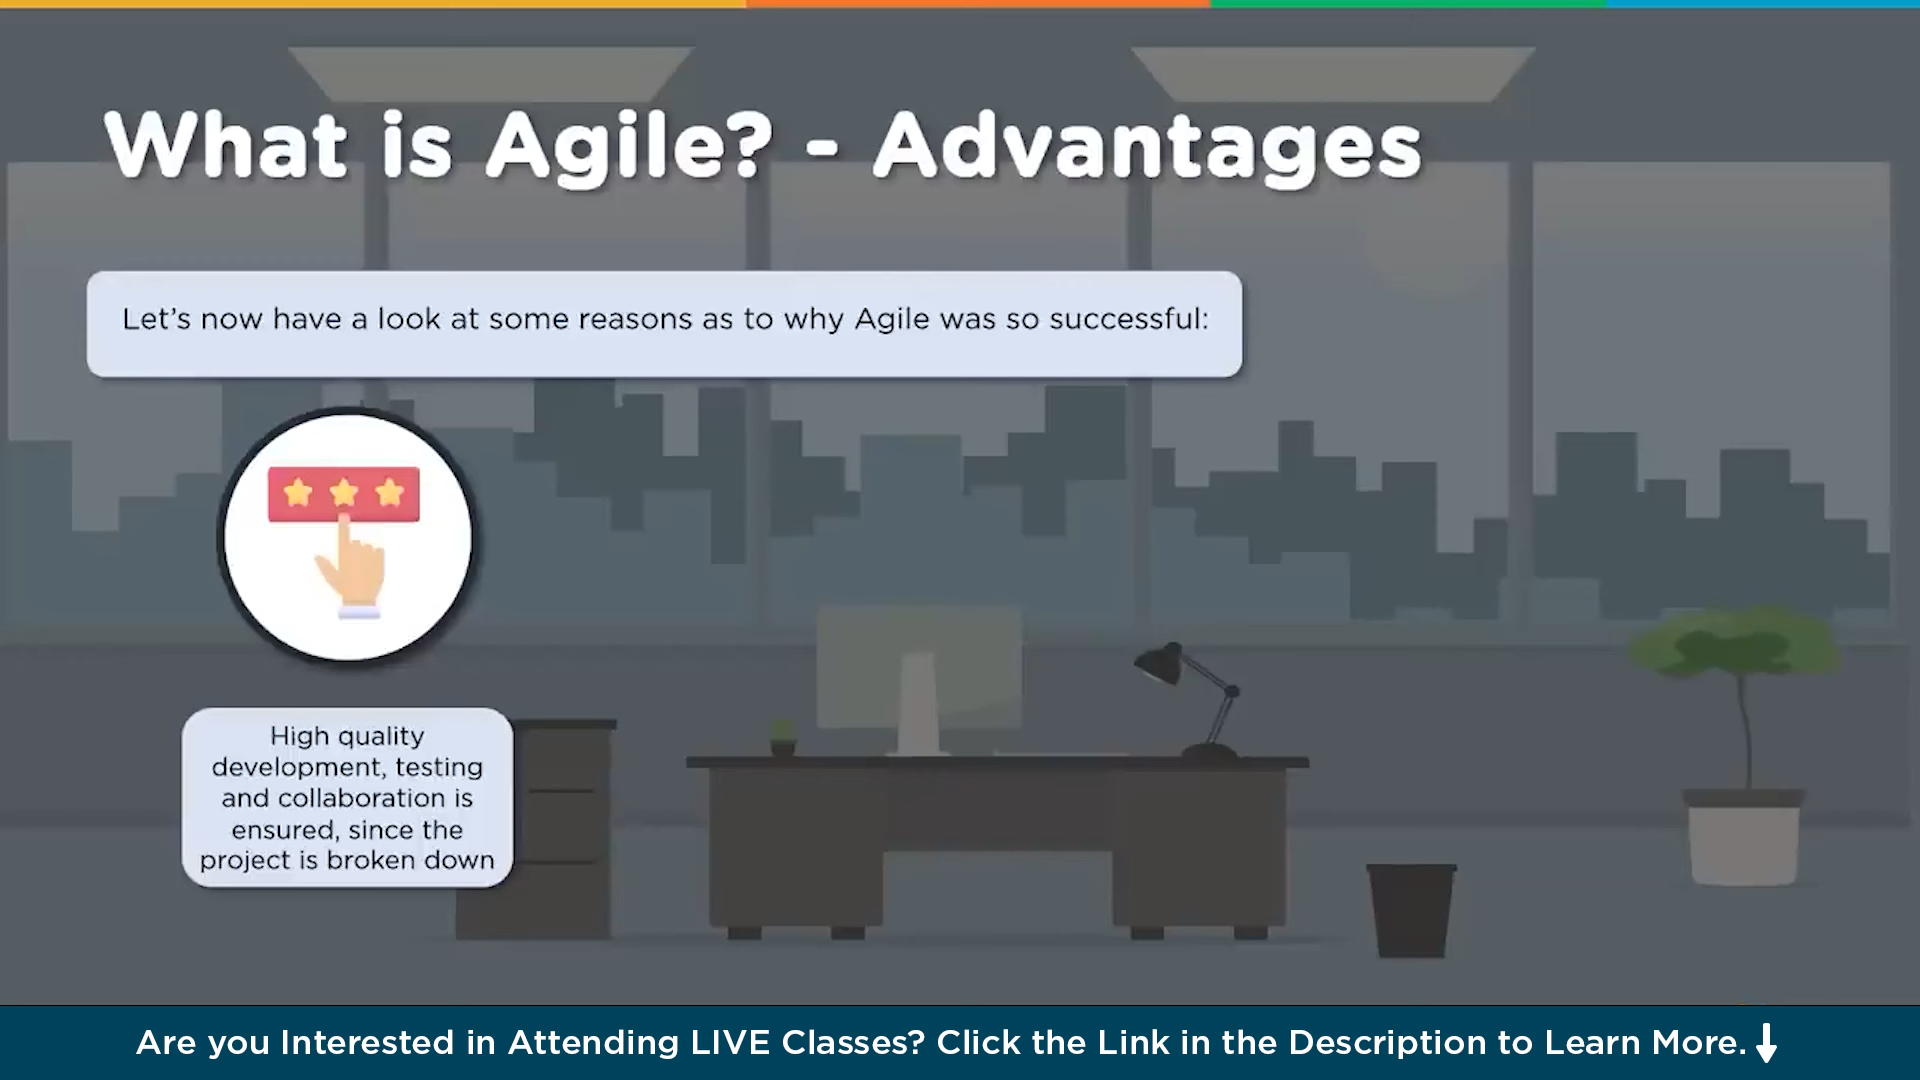 What is Agile? - Advantages
Let's now have a look at some reasons as to why Agile was so successful:
High quality
development, testing
and collaboration is
ensured, since the
project is broken down
Are you Interested in Attending LIVE Classes? Click the Link in the Description to Learn More.